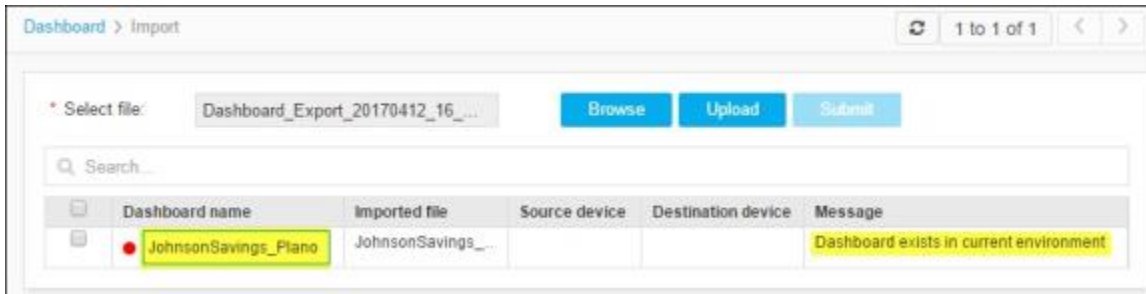 Dashboard > Import 1 to 1 of 1 < >
* Select file: Dashboard_Export_20170412_16_... Browse Upload Submit
Search...
Dashboard name Imported file Source device Destination device Message
JohnsonSavings_Plano JohnsonSavings_... Dashboard exists in current environment